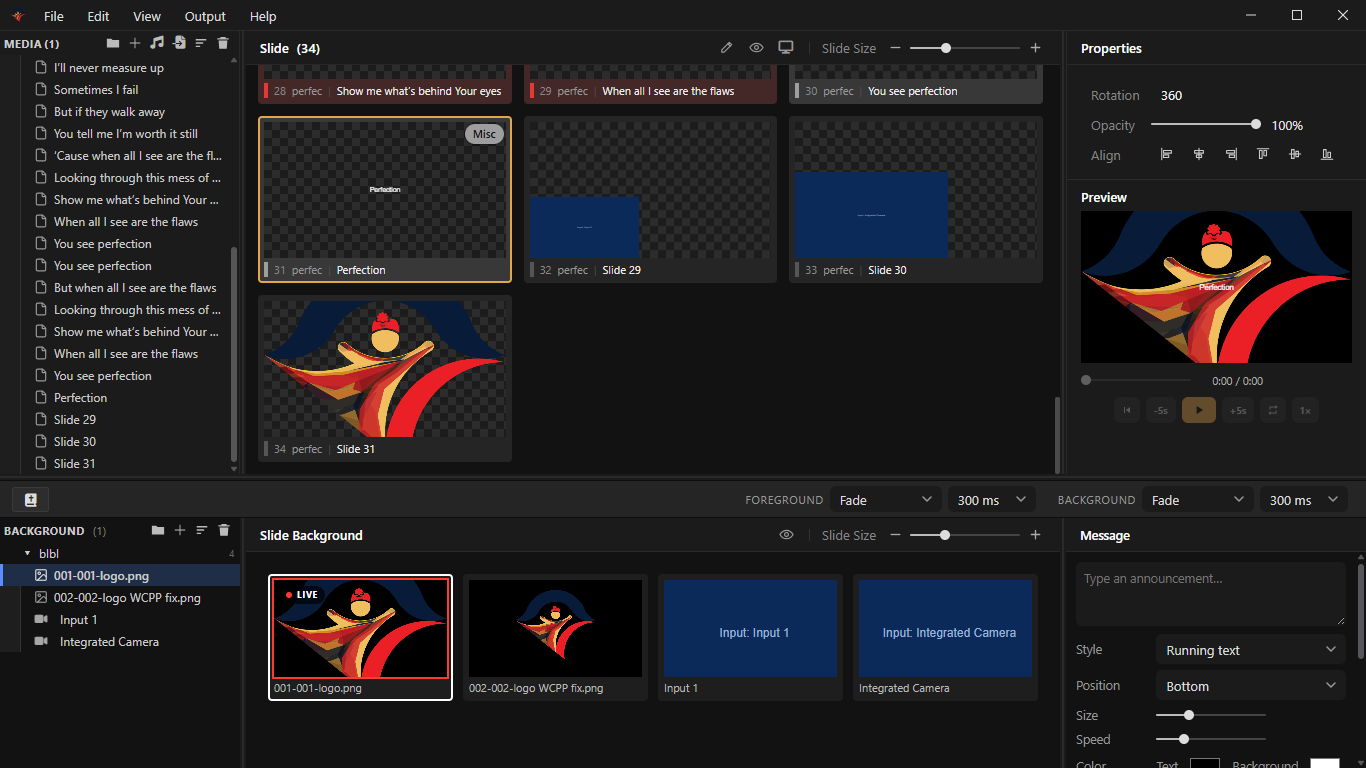 File Edit View Output Help
MEDIA (1)
I'll never measure up
Sometimes I fail
But if they walk away
You tell me I'm worth it still
'Cause when all I see are the fl...
Looking through this mess of ...
Show me what's behind Your ...
When all I see are the flaws
You see perfection
You see perfection
But when all I see are the flaws
Looking through this mess of ...
Show me what's behind Your ...
When all I see are the flaws
You see perfection
Perfection
Slide 29
Slide 30
Slide 31
Slide (34)
Slide Size
28 perfec | Show me what's behind Your eyes
29 perfec | When all I see are the flaws
30 perfec | You see perfection
Misc
Perfection
31 perfec | Perfection
32 perfec | Slide 29
33 perfec | Slide 30
34 perfec | Slide 31
Properties
Rotation 360
Opacity 100%
Align
Preview
Perfection
0:00 / 0:00
-5s +5s 1x
FOREGROUND Fade 300 ms BACKGROUND Fade 300 ms
BACKGROUND (1)
blbl 4
001-001-logo.png
002-002-logo WCPP fix.png
Input 1
Integrated Camera
Slide Background
Slide Size
LIVE
001-001-logo.png
002-002-logo WCPP fix.png
Input: Input 1
Input 1
Input: Integrated Camera
Integrated Camera
Message
Type an announcement...
Style Running text
Position Bottom
Size
Speed
Color Text Background